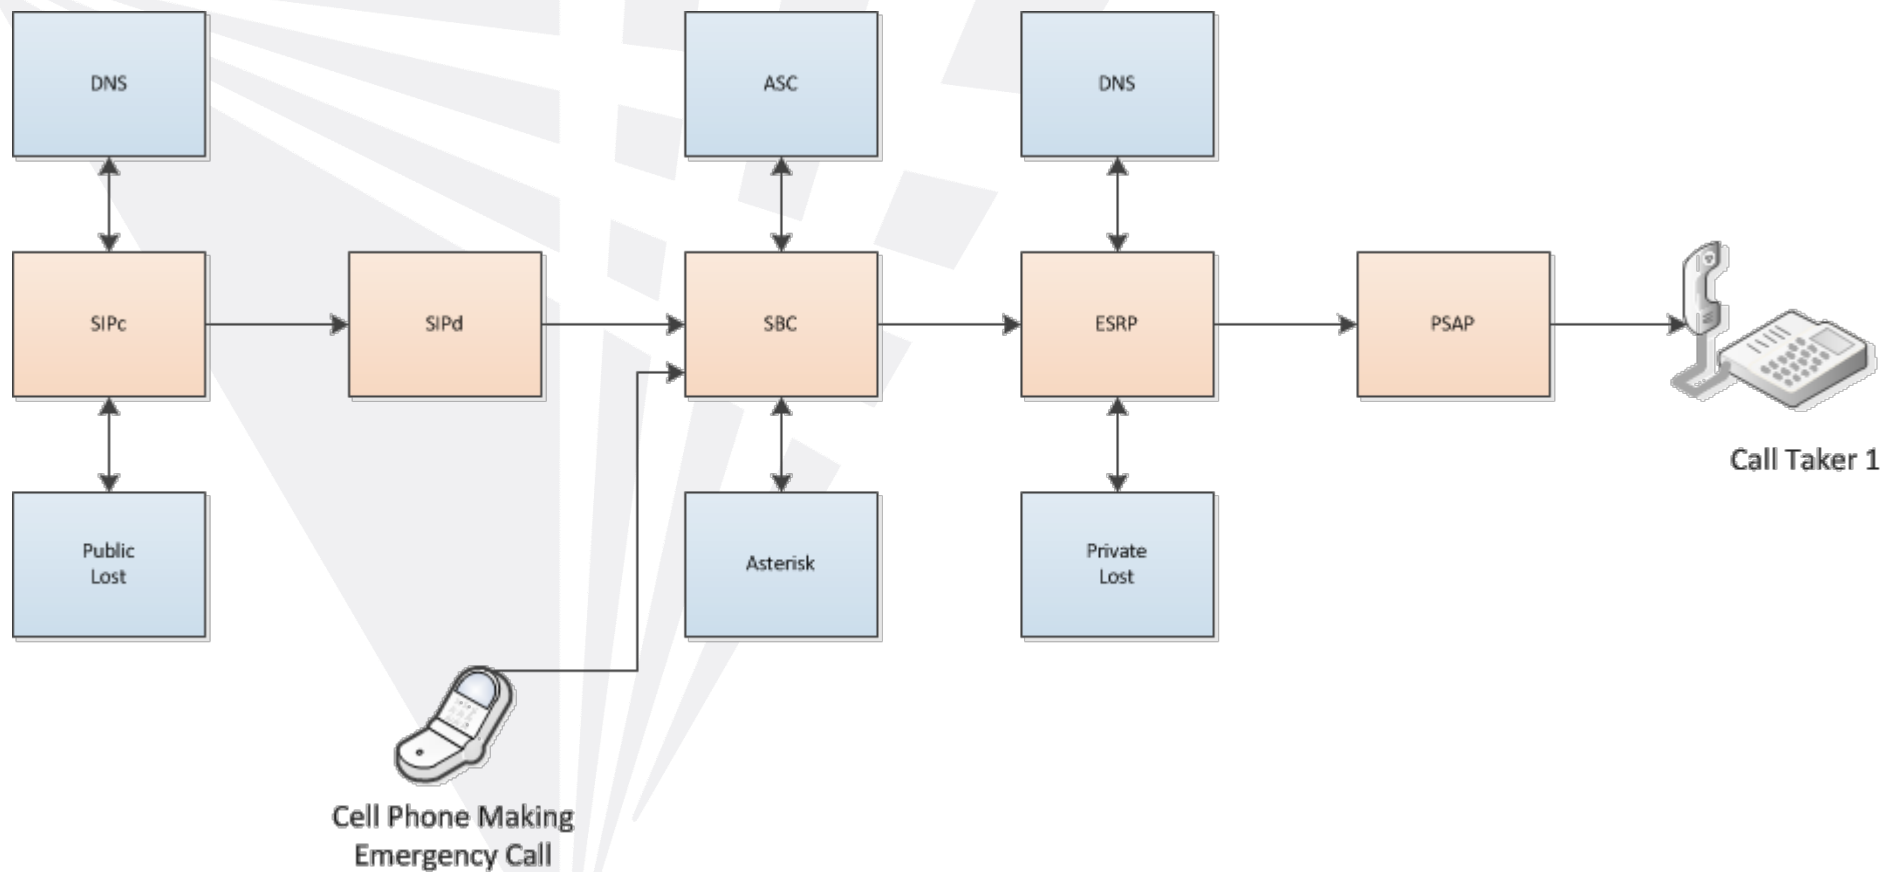 DNS
ASC
DNS
SIPc
SIPd
SBC
ESRP
PSAP
Call Taker 1
Public
Lost
Asterisk
Private
Lost
Cell Phone Making
Emergency Call